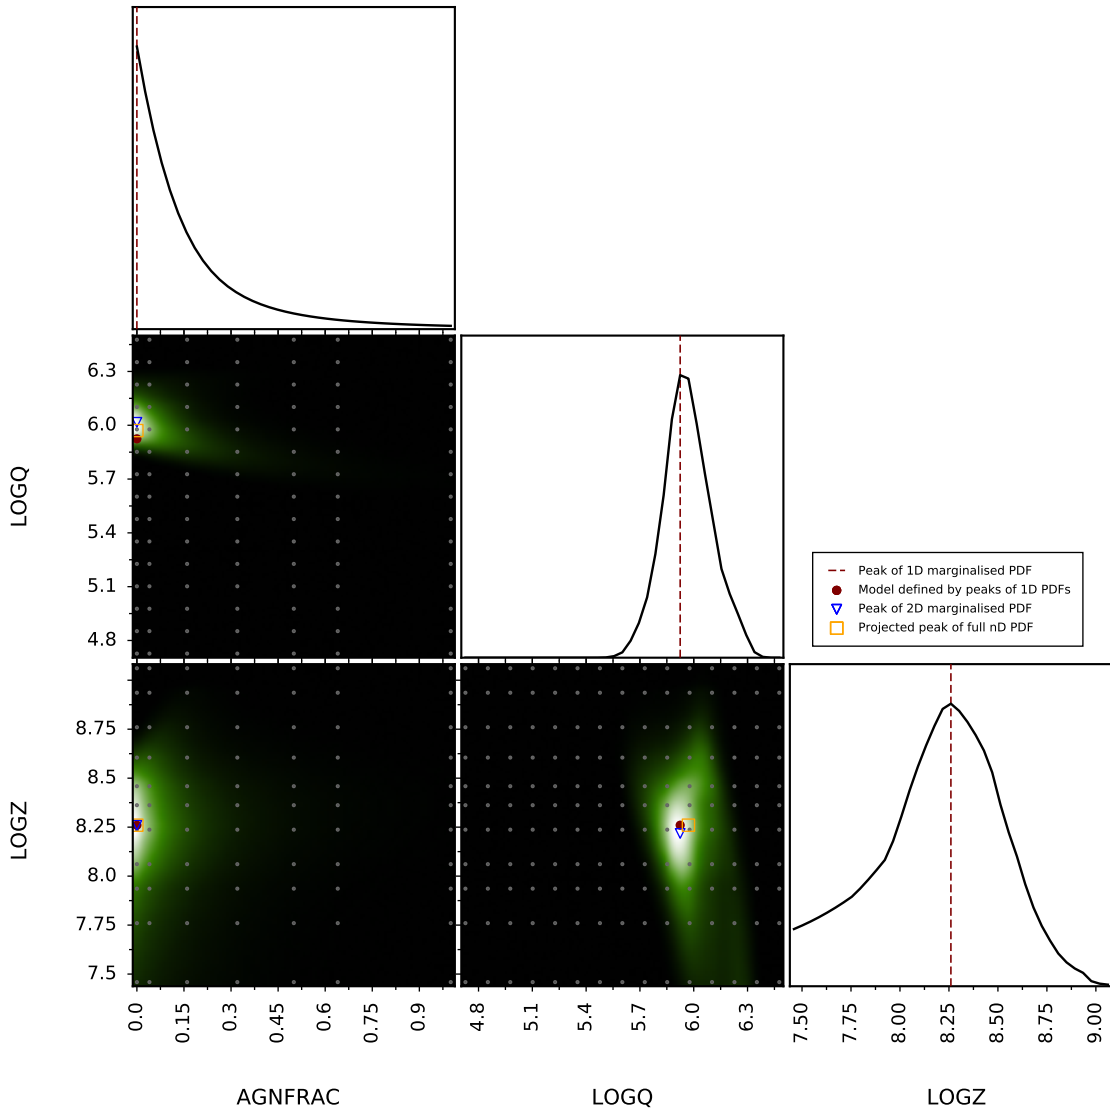 6.3
6.0
5.7
5.4
5.1
4.8
LOGQ
Peak of 1D marginalised PDF
Model defined by peaks of 1D PDFs
Peak of 2D marginalised PDF
Projected peak of full nD PDF
8.75
8.5
8.25
8.0
7.75
7.5
LOGZ
0.0 0.15 0.3 0.45 0.6 0.75 0.9
4.8 5.1 5.4 5.7 6.0 6.3
7.50 7.75 8.00 8.25 8.50 8.75 9.00
AGNFRAC LOGQ LOGZ